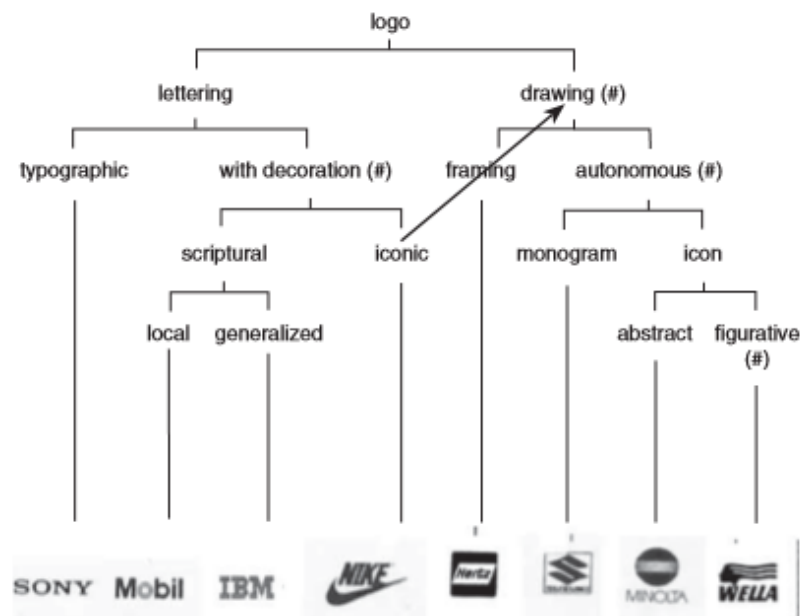 logo
lettering drawing (#)
typographic with decoration (#) framing autonomous (#)
scriptural iconic monogram icon
local generalized abstract figurative
(#)
SONY Mobil IBM NIKE Hertz MINOLTA WELLA